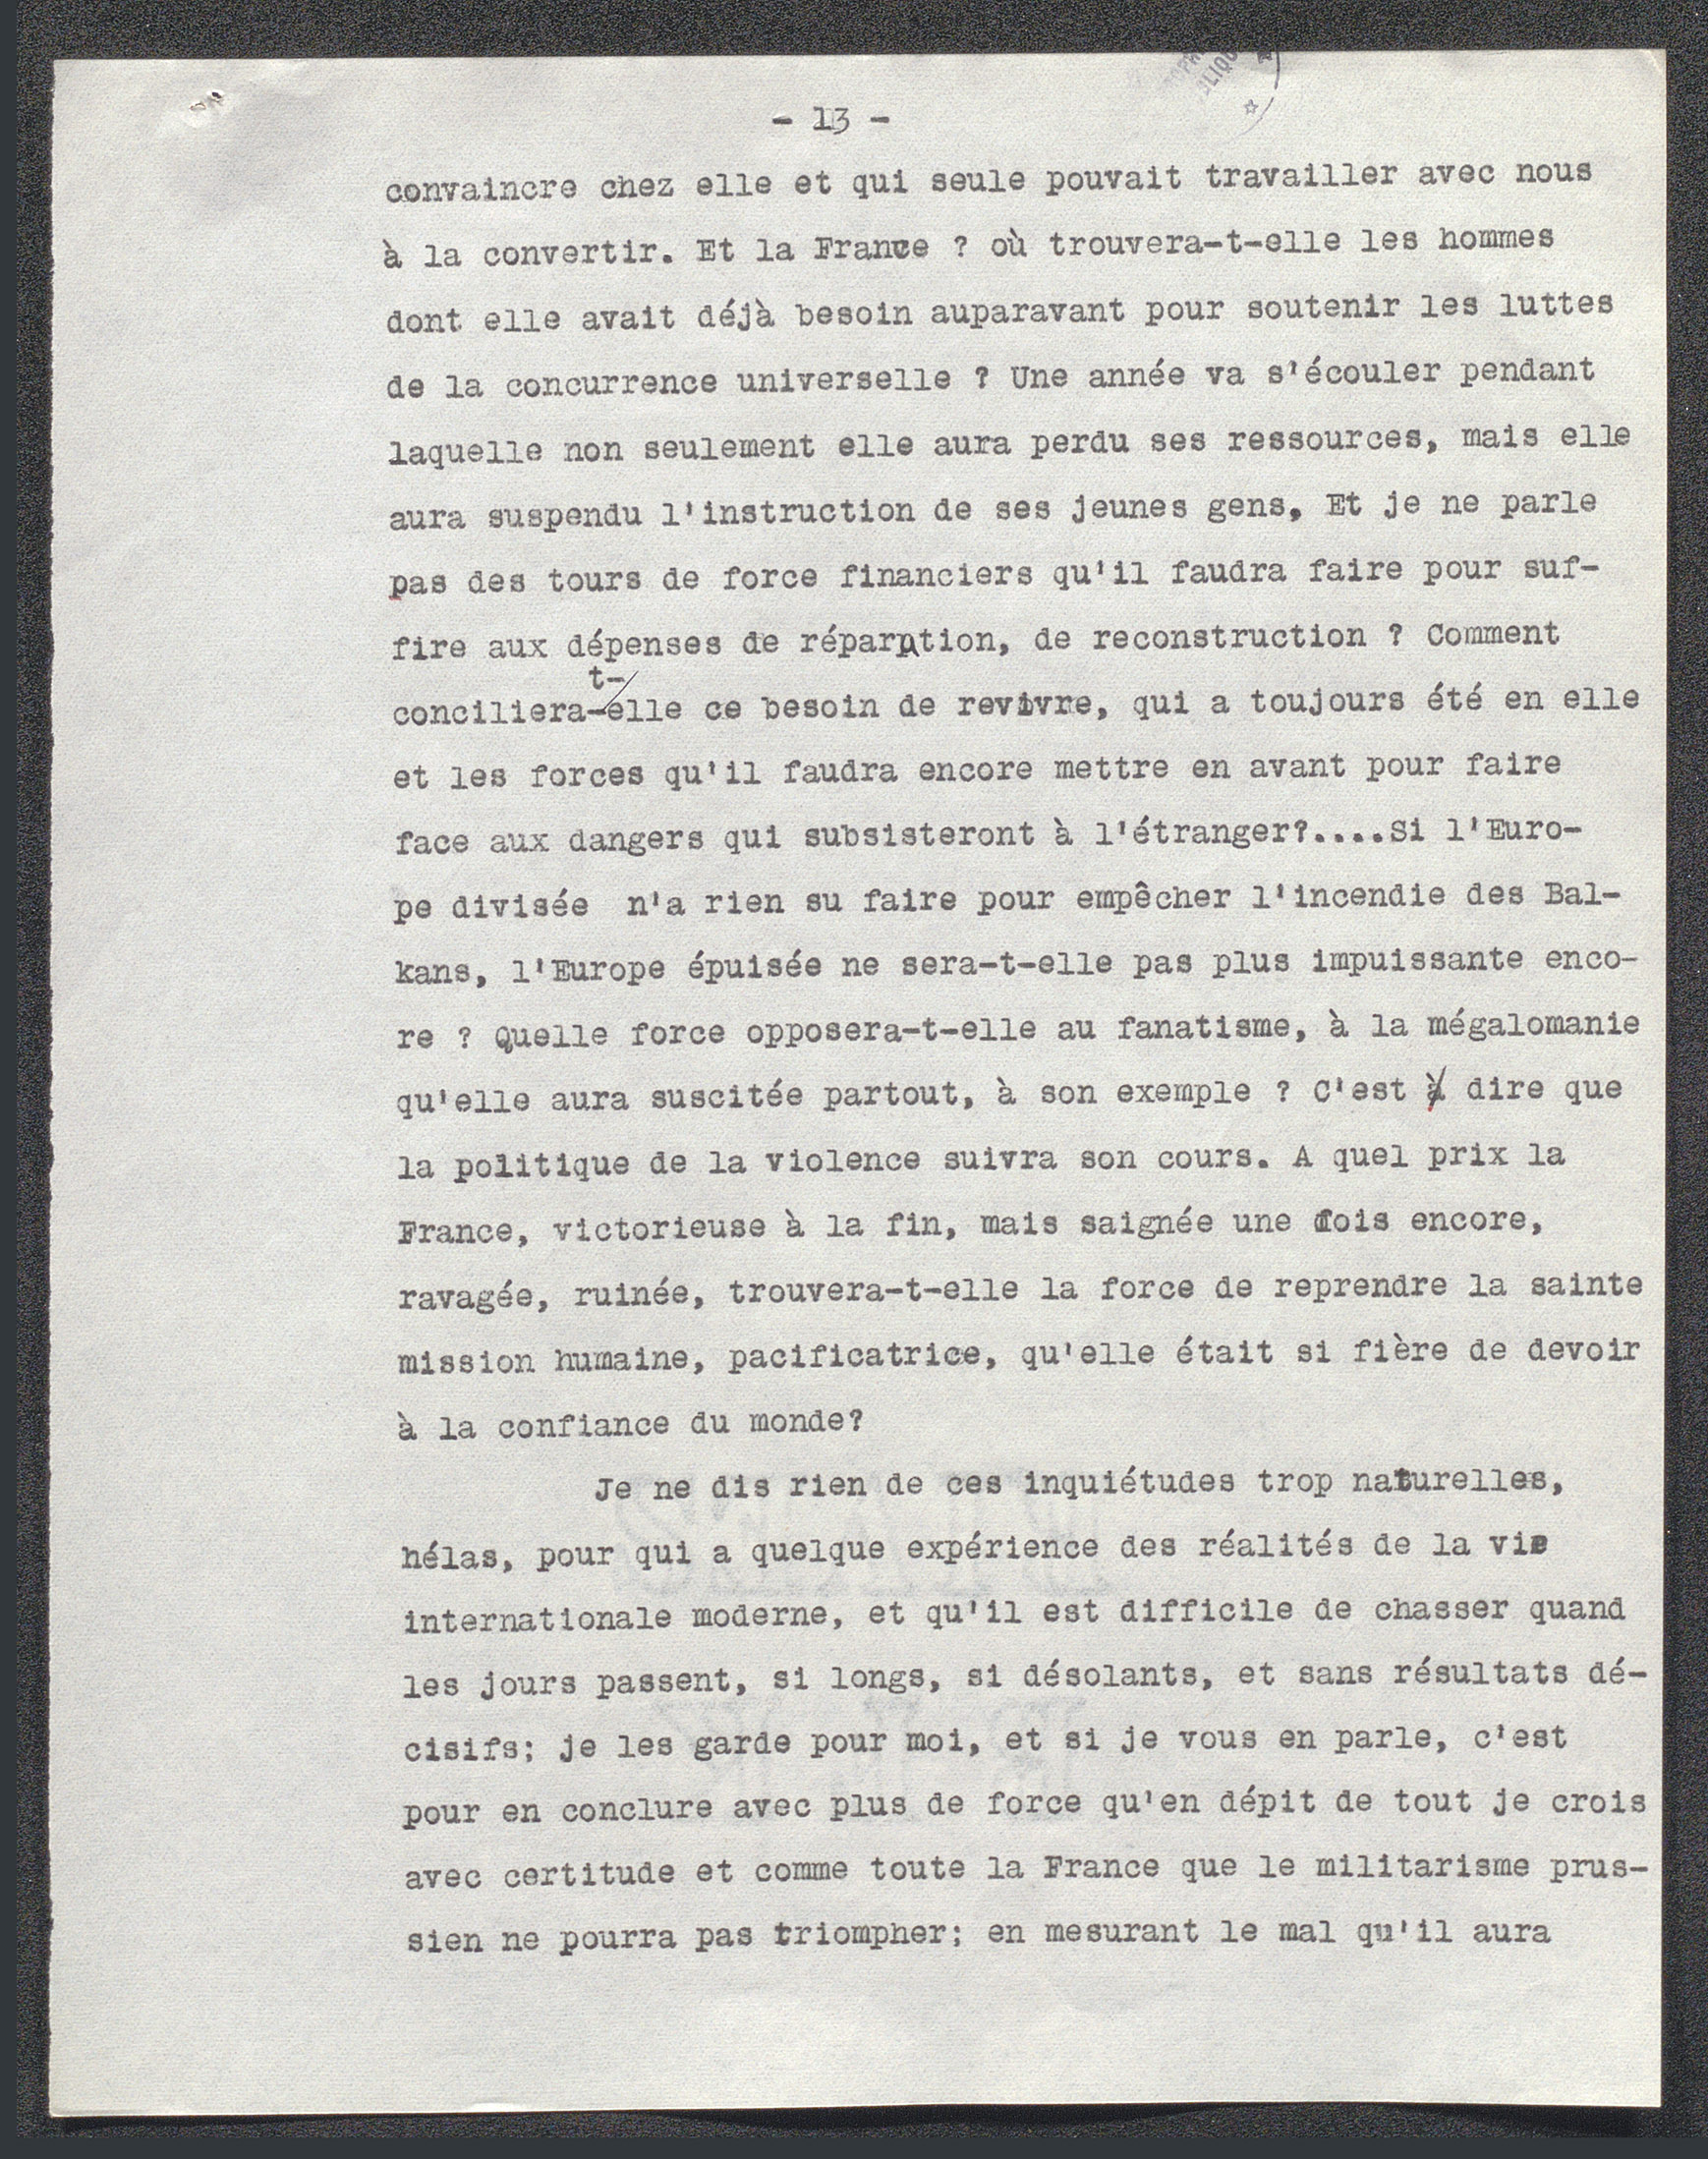 - 13 -
convaincre chez elle et qui seule pouvait travailler avec nous
à la convertir. Et la France ? où trouvera-t-elle les hommes
dont elle avait déjà besoin auparavant pour soutenir les luttes
de la concurrence universelle ? Une année va s'écouler pendant
laquelle non seulement elle aura perdu ses ressources, mais elle
aura suspendu l'instruction de ses jeunes gens, Et je ne parle
pas des tours de force financiers qu'il faudra faire pour suf-
fire aux dépenses de réparation, de reconstruction ? Comment
t-
conciliera-elle ce besoin de revivre, qui a toujours été en elle
et les forces qu'il faudra encore mettre en avant pour faire
face aux dangers qui subsisteront à l'étranger?....Si l'Euro-
pe divisée n'a rien su faire pour empêcher l'incendie des Bal-
kans, l'Europe épuisée ne sera-t-elle pas plus impuissante enco-
re ? Quelle force opposera-t-elle au fanatisme, à la mégalomanie
qu'elle aura suscitée partout, à son exemple ? C'est à dire que
la politique de la violence suivra son cours. A quel prix la
France, victorieuse à la fin, mais saignée une fois encore,
ravagée, ruinée, trouvera-t-elle la force de reprendre la sainte
mission humaine, pacificatrice, qu'elle était si fière de devoir
à la confiance du monde?
Je ne dis rien de ces inquiétudes trop naturelles,
hélas, pour qui a quelque expérience des réalités de la vie
internationale moderne, et qu'il est difficile de chasser quand
les jours passent, si longs, si désolants, et sans résultats dé-
cisifs; je les garde pour moi, et si je vous en parle, c'est
pour en conclure avec plus de force qu'en dépit de tout je crois
avec certitude et comme toute la France que le militarisme prus-
sien ne pourra pas triompher; en mesurant le mal qu'il aura